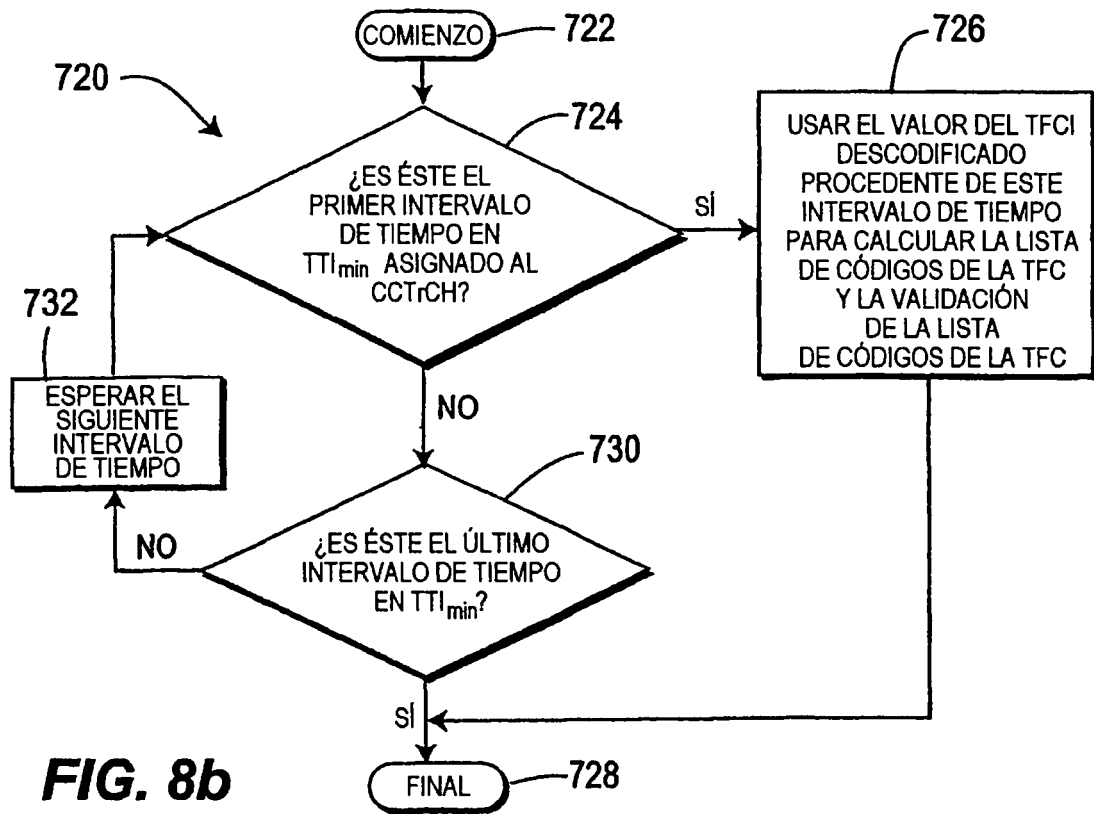 COMIENZO
722
720
724
¿ES ÉSTE EL
PRIMER INTERVALO
DE TIEMPO EN
TTImin ASIGNADO AL
CCTrCH?
SÍ
726
USAR EL VALOR DEL TFCI
DESCODIFICADO
PROCEDENTE DE ESTE
INTERVALO DE TIEMPO
PARA CALCULAR LA LISTA
DE CÓDIGOS DE LA TFC
Y LA VALIDACIÓN
DE LA LISTA
DE CÓDIGOS DE LA TFC
732
ESPERAR EL
SIGUIENTE
INTERVALO
DE TIEMPO
NO
730
¿ES ÉSTE EL ÚLTIMO
INTERVALO DE TIEMPO
EN TTImin?
NO
SÍ
FINAL
728
FIG. 8b